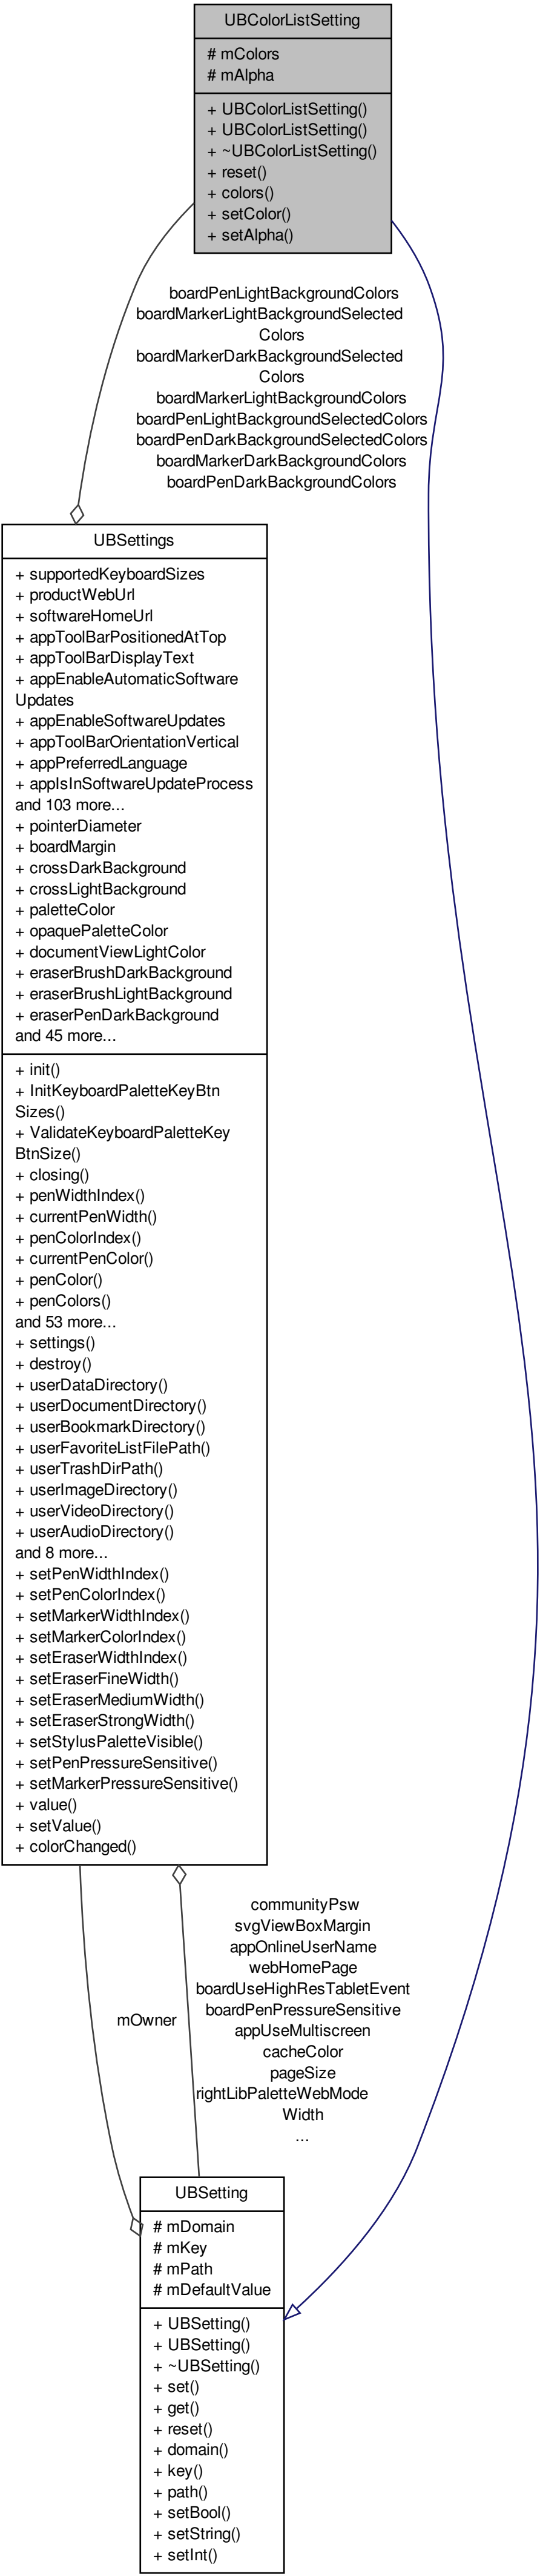 UBColorListSetting
# mColors
# mAlpha
+ UBColorListSetting()
+ UBColorListSetting()
+ ~UBColorListSetting()
+ reset()
+ colors()
+ setColor()
+ setAlpha()
boardPenLightBackgroundColors
boardMarkerLightBackgroundSelected
Colors
boardMarkerDarkBackgroundSelected
Colors
boardMarkerLightBackgroundColors
boardPenLightBackgroundSelectedColors
boardPenDarkBackgroundSelectedColors
boardMarkerDarkBackgroundColors
boardPenDarkBackgroundColors
UBSettings
+ supportedKeyboardSizes
+ productWebUrl
+ softwareHomeUrl
+ appToolBarPositionedAtTop
+ appToolBarDisplayText
+ appEnableAutomaticSoftware
Updates
+ appEnableSoftwareUpdates
+ appToolBarOrientationVertical
+ appPreferredLanguage
+ appIsInSoftwareUpdateProcess
and 103 more...
+ pointerDiameter
+ boardMargin
+ crossDarkBackground
+ crossLightBackground
+ paletteColor
+ opaquePaletteColor
+ documentViewLightColor
+ eraserBrushDarkBackground
+ eraserBrushLightBackground
+ eraserPenDarkBackground
and 45 more...
+ init()
+ InitKeyboardPaletteKeyBtn
Sizes()
+ ValidateKeyboardPaletteKey
BtnSize()
+ closing()
+ penWidthIndex()
+ currentPenWidth()
+ penColorIndex()
+ currentPenColor()
+ penColor()
+ penColors()
and 53 more...
+ settings()
+ destroy()
+ userDataDirectory()
+ userDocumentDirectory()
+ userBookmarkDirectory()
+ userFavoriteListFilePath()
+ userTrashDirPath()
+ userImageDirectory()
+ userVideoDirectory()
+ userAudioDirectory()
and 8 more...
+ setPenWidthIndex()
+ setPenColorIndex()
+ setMarkerWidthIndex()
+ setMarkerColorIndex()
+ setEraserWidthIndex()
+ setEraserFineWidth()
+ setEraserMediumWidth()
+ setEraserStrongWidth()
+ setStylusPaletteVisible()
+ setPenPressureSensitive()
+ setMarkerPressureSensitive()
+ value()
+ setValue()
+ colorChanged()
mOwner
communityPsw
svgViewBoxMargin
appOnlineUserName
webHomePage
boardUseHighResTabletEvent
boardPenPressureSensitive
appUseMultiscreen
cacheColor
pageSize
rightLibPaletteWebMode
Width
...
UBSetting
# mDomain
# mKey
# mPath
# mDefaultValue
+ UBSetting()
+ UBSetting()
+ ~UBSetting()
+ set()
+ get()
+ reset()
+ domain()
+ key()
+ path()
+ setBool()
+ setString()
+ setInt()